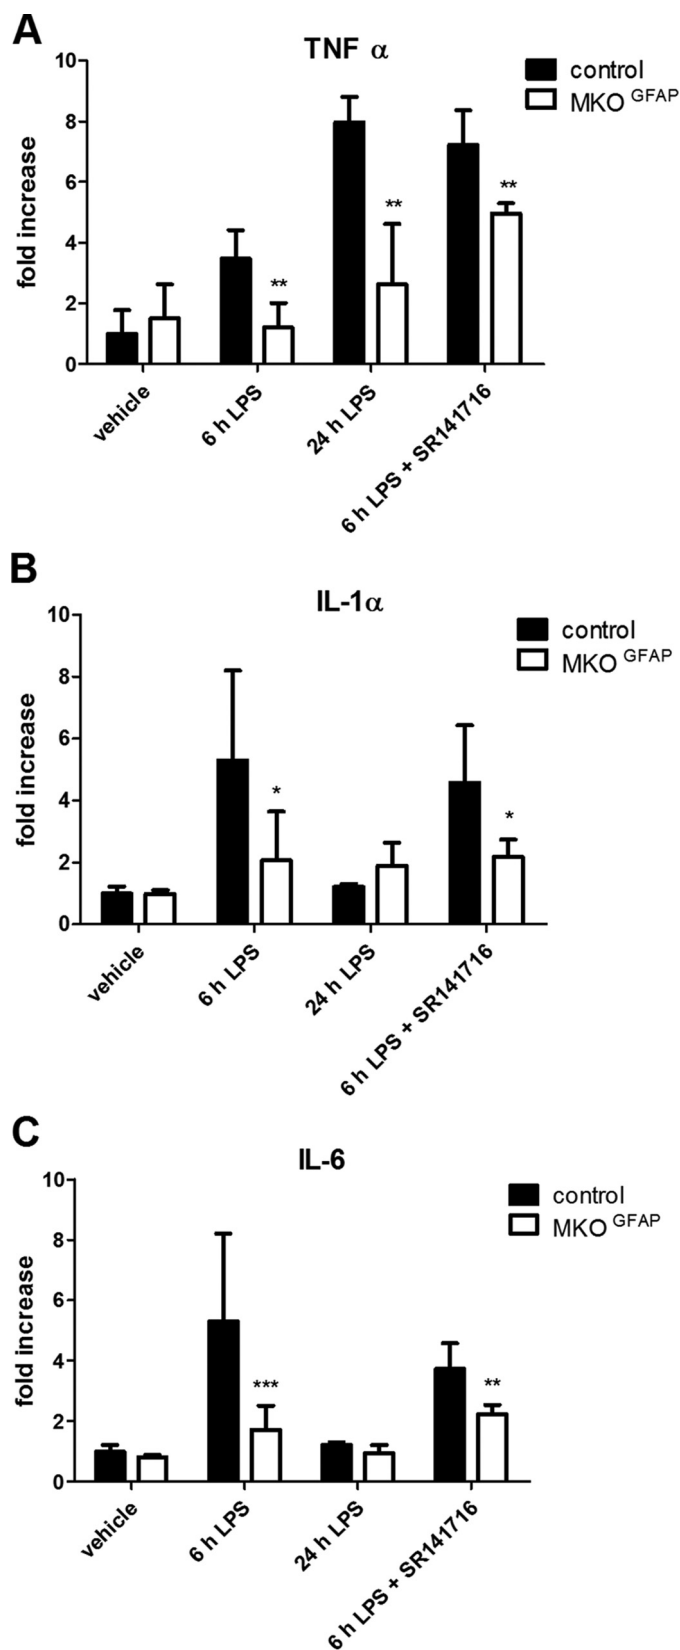 A
TNF α
control
MKO GFAP
fold increase
10
8
6
4
2
0
**
**
**
vehicle
6 h LPS
24 h LPS
6 h LPS + SR141716
B
IL-1α
control
MKO GFAP
fold increase
10
8
6
4
2
0
*
*
vehicle
6 h LPS
24 h LPS
6 h LPS + SR141716
C
IL-6
control
MKO GFAP
fold increase
10
8
6
4
2
0
***
**
vehicle
6 h LPS
24 h LPS
6 h LPS + SR141716